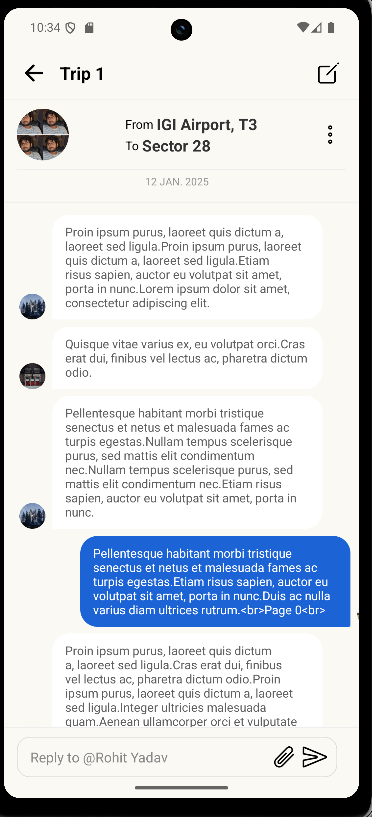 10:34
Trip 1
From IGI Airport, T3
To Sector 28
12 JAN. 2025
Proin ipsum purus, laoreet quis dictum a,
laoreet sed ligula.Proin ipsum purus, laoreet
quis dictum a, laoreet sed ligula.Etiam
risus sapien, auctor eu volutpat sit amet,
porta in nunc.Lorem ipsum dolor sit amet,
consectetur adipiscing elit.
Quisque vitae varius ex, eu volutpat orci.Cras
erat dui, finibus vel lectus ac, pharetra dictum
odio.
Pellentesque habitant morbi tristique
senectus et netus et malesuada fames ac
turpis egestas.Nullam tempus scelerisque
purus, sed mattis elit condimentum
nec.Nullam tempus scelerisque purus, sed
mattis elit condimentum nec.Etiam risus
sapien, auctor eu volutpat sit amet, porta in
nunc.
Pellentesque habitant morbi tristique
senectus et netus et malesuada fames ac
turpis egestas.Etiam risus sapien, auctor eu
volutpat sit amet, porta in nunc.Duis ac nulla
varius diam ultrices rutrum.<br>Page 0<br>
Proin ipsum purus, laoreet quis dictum
a, laoreet sed ligula.Cras erat dui, finibus
vel lectus ac, pharetra dictum odio.Proin
ipsum purus, laoreet quis dictum a, laoreet
sed ligula.Integer ultricies malesuada
quam.Aenean ullamcorper orci et vulputate
Reply to @Rohit Yadav